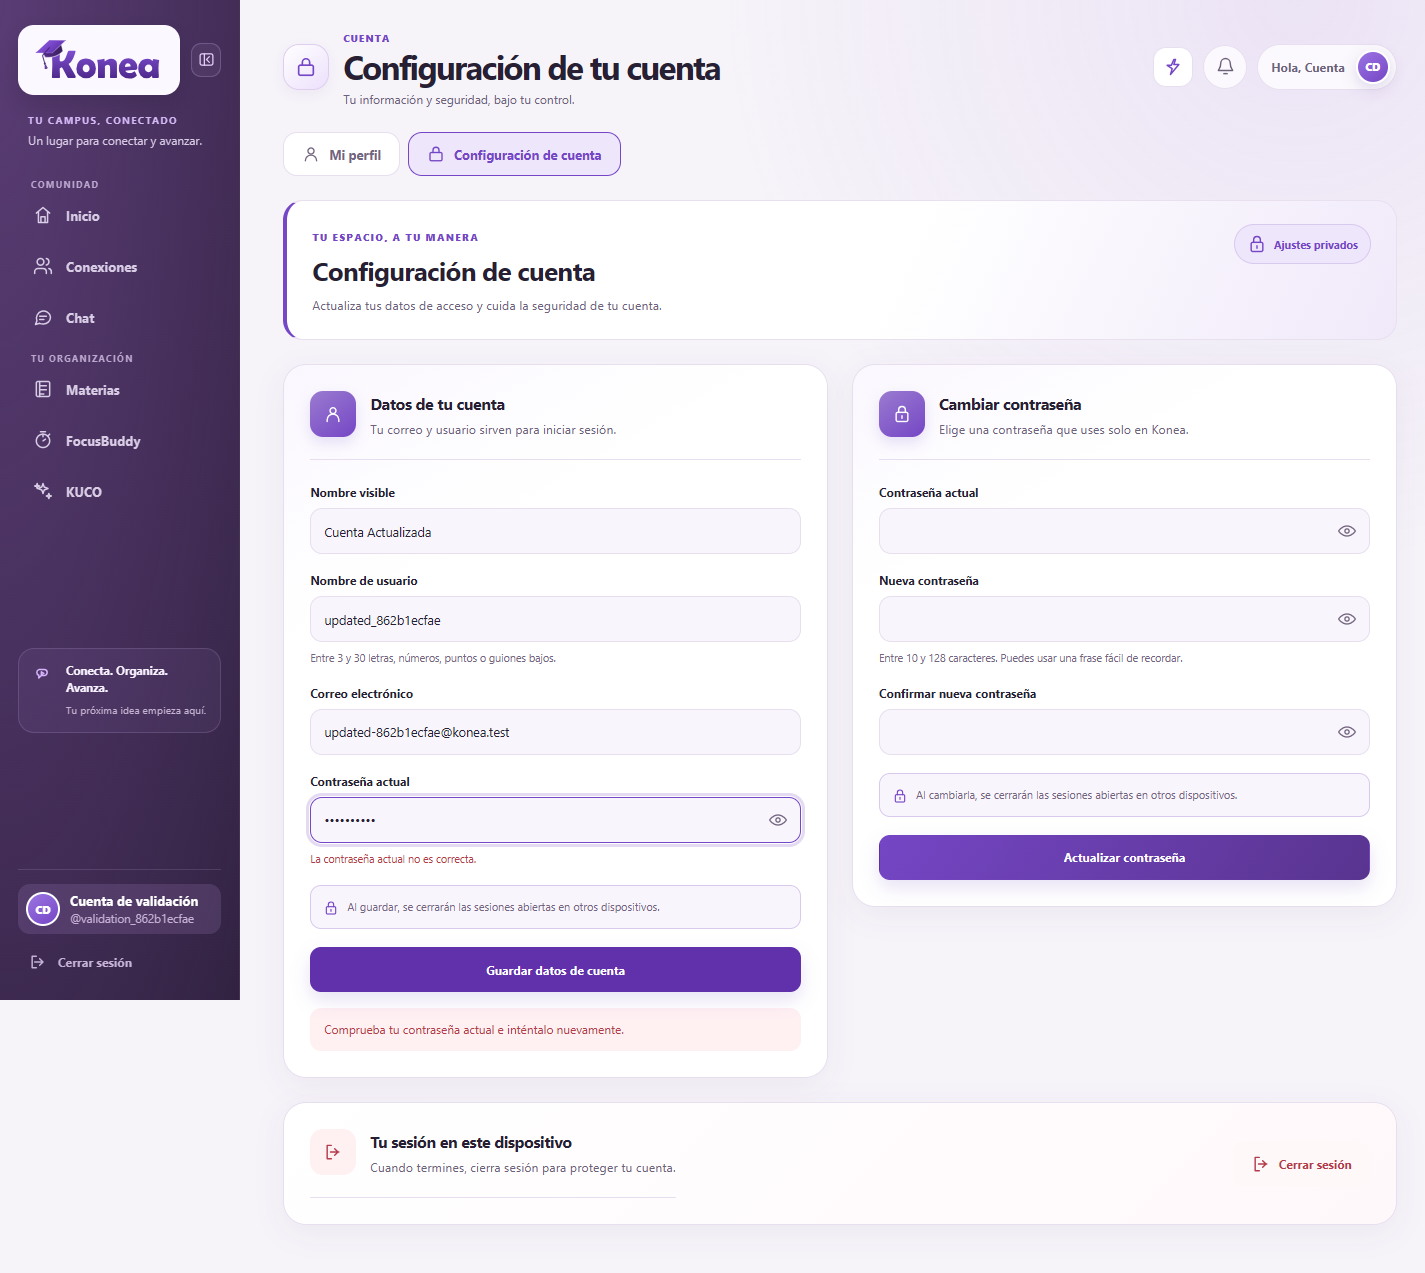 Konea
TU CAMPUS, CONECTADO
Un lugar para conectar y avanzar.
COMUNIDAD
Inicio
Conexiones
Chat
TU ORGANIZACIÓN
Materias
FocusBuddy
KUCO
Conecta. Organiza.
Avanza.
Tu próxima idea empieza aquí.
CD
Cuenta de validación
@validation_862b1ecfae
Cerrar sesión
CUENTA
Configuración de tu cuenta
Tu información y seguridad, bajo tu control.
Hola, Cuenta
CD
Mi perfil
Configuración de cuenta
TU ESPACIO, A TU MANERA
Configuración de cuenta
Actualiza tus datos de acceso y cuida la seguridad de tu cuenta.
Ajustes privados
Datos de tu cuenta
Tu correo y usuario sirven para iniciar sesión.
Nombre visible
Cuenta Actualizada
Nombre de usuario
updated_862b1ecfae
Entre 3 y 30 letras, números, puntos o guiones bajos.
Correo electrónico
updated-862b1ecfae@konea.test
Contraseña actual
••••••••••
La contraseña actual no es correcta.
Al guardar, se cerrarán las sesiones abiertas en otros dispositivos.
Guardar datos de cuenta
Comprueba tu contraseña actual e inténtalo nuevamente.
Cambiar contraseña
Elige una contraseña que uses solo en Konea.
Contraseña actual
Nueva contraseña
Entre 10 y 128 caracteres. Puedes usar una frase fácil de recordar.
Confirmar nueva contraseña
Al cambiarla, se cerrarán las sesiones abiertas en otros dispositivos.
Actualizar contraseña
Tu sesión en este dispositivo
Cuando termines, cierra sesión para proteger tu cuenta.
Cerrar sesión